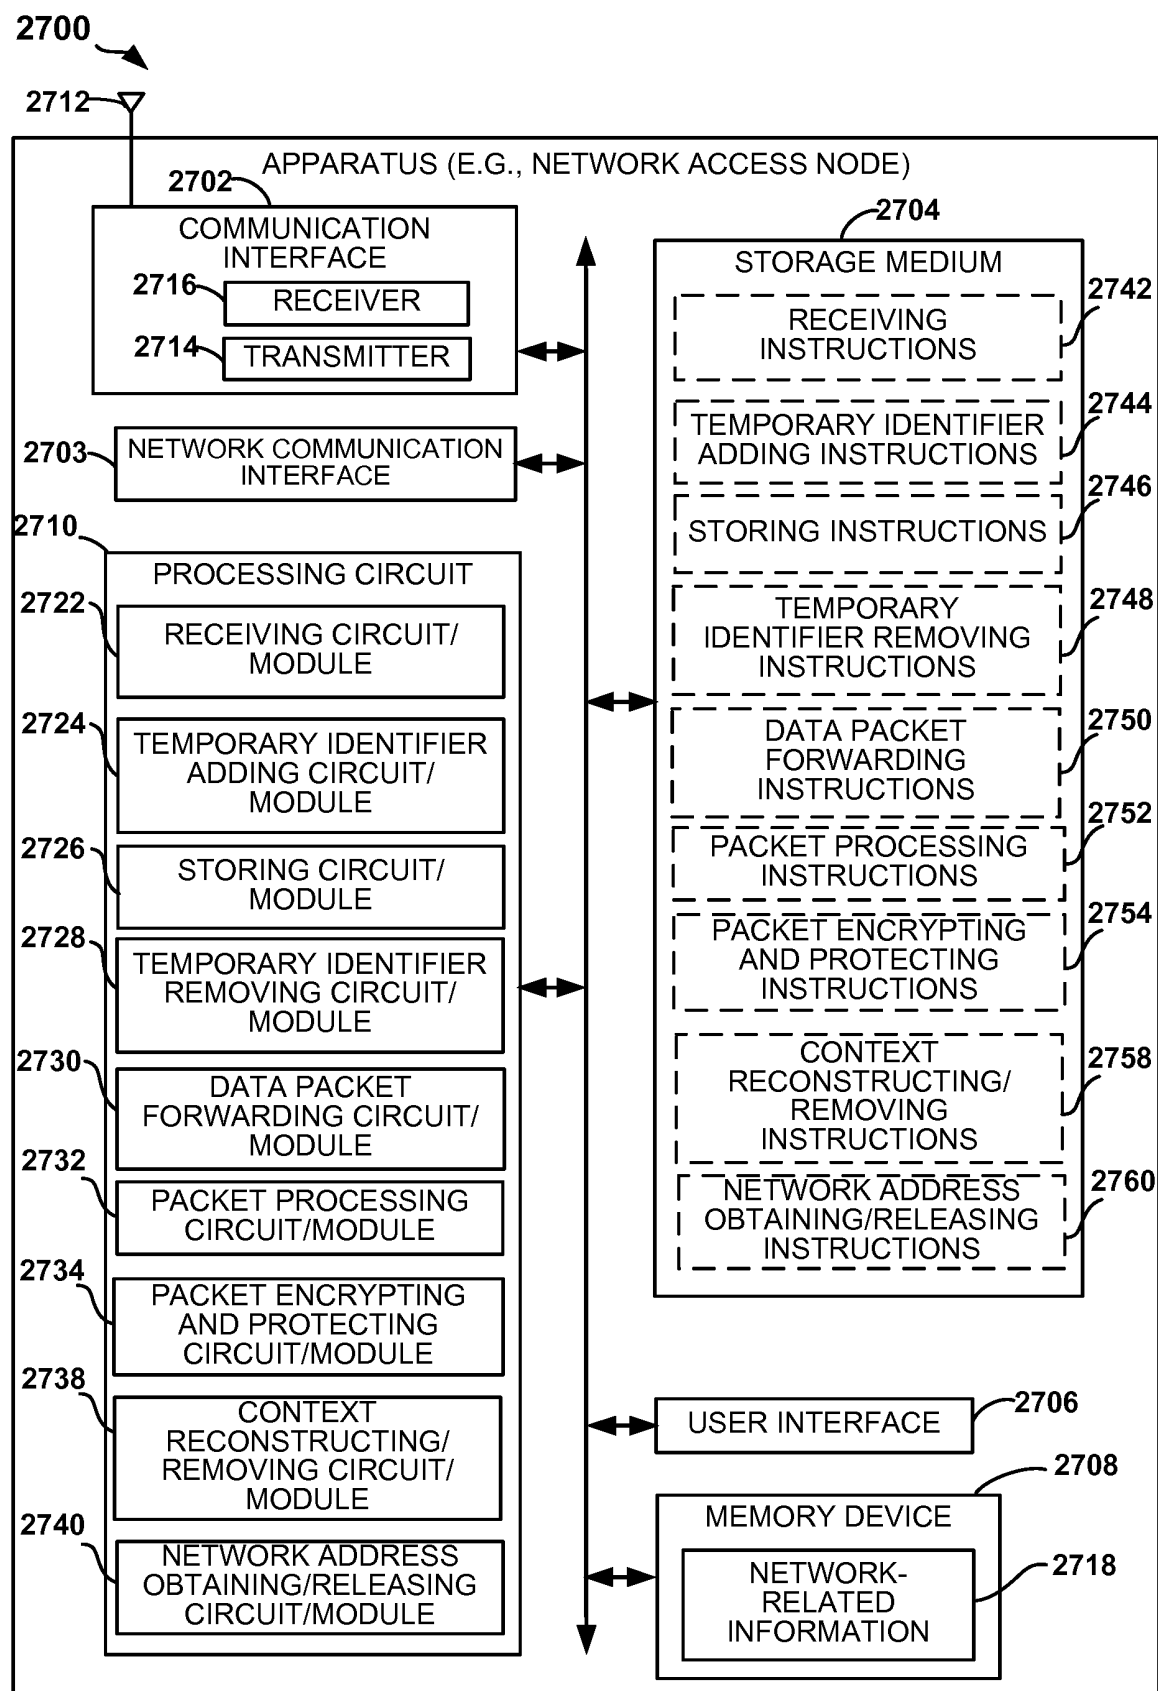 2700
2712
APPARATUS (E.G., NETWORK ACCESS NODE)
2702
COMMUNICATION
INTERFACE
2716
RECEIVER
2714
TRANSMITTER
2703
NETWORK COMMUNICATION
INTERFACE
2710
PROCESSING CIRCUIT
2722
RECEIVING CIRCUIT/
MODULE
2724
TEMPORARY IDENTIFIER
ADDING CIRCUIT/
MODULE
2726
STORING CIRCUIT/
MODULE
2728
TEMPORARY IDENTIFIER
REMOVING CIRCUIT/
MODULE
2730
DATA PACKET
FORWARDING CIRCUIT/
MODULE
2732
PACKET PROCESSING
CIRCUIT/MODULE
2734
PACKET ENCRYPTING
AND PROTECTING
CIRCUIT/MODULE
2738
CONTEXT
RECONSTRUCTING/
REMOVING CIRCUIT/
MODULE
2740
NETWORK ADDRESS
OBTAINING/RELEASING
CIRCUIT/MODULE
2704
STORAGE MEDIUM
2742
RECEIVING
INSTRUCTIONS
2744
TEMPORARY IDENTIFIER
ADDING INSTRUCTIONS
2746
STORING INSTRUCTIONS
2748
TEMPORARY
IDENTIFIER REMOVING
INSTRUCTIONS
2750
DATA PACKET
FORWARDING
INSTRUCTIONS
2752
PACKET PROCESSING
INSTRUCTIONS
2754
PACKET ENCRYPTING
AND PROTECTING
INSTRUCTIONS
2758
CONTEXT
RECONSTRUCTING/
REMOVING
INSTRUCTIONS
2760
NETWORK ADDRESS
OBTAINING/RELEASING
INSTRUCTIONS
2706
USER INTERFACE
2708
MEMORY DEVICE
2718
NETWORK-
RELATED
INFORMATION